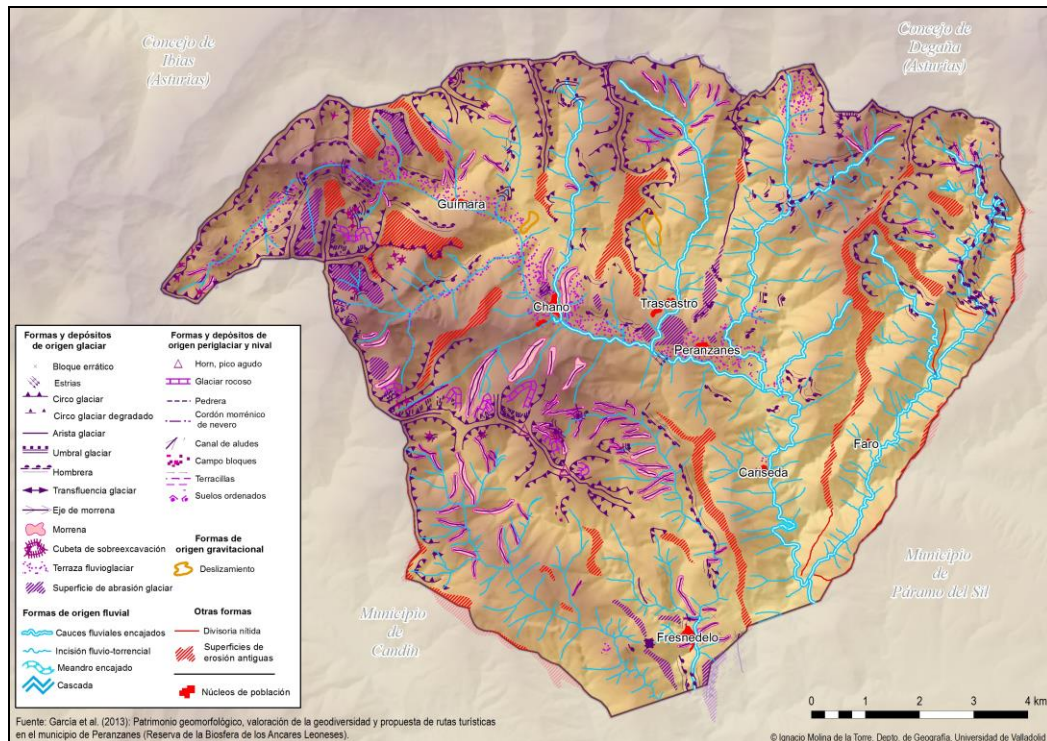 Concejo de
Ibias
(Asturias)
Concejo de
Degaña
(Asturias)
Guímara
Chano
Trascastro
Peranzanes
Faro
Cariseda
Fresnedelo
Municipio
de
Páramo del Sil
Municipio
de
Candín
Formas y depósitos
de origen glaciar
Bloque errático
Estrias
Circo glaciar
Circo glaciar degradado
Arista glaciar
Umbral glaciar
Hombrera
Transfluencia glaciar
Eje de morrena
Morrena
Cubeta de sobreexcavación
Terraza fluvioglaciar
Superficie de abrasión glaciar
Formas y depósitos de
origen periglaciar y nival
Horn, pico agudo
Glaciar rocoso
Pedrera
Cordón morrénico
de nevero
Canal de aludes
Campo bloques
Terracillas
Suelos ordenados
Formas de
origen gravitacional
Deslizamiento
Formas de origen fluvial
Cauces fluviales encajados
Incisión fluvio-torrencial
Meandro encajado
Cascada
Otras formas
Divisoria nítida
Superficies de
erosión antiguas
Núcleos de población
0 1 2 3 4 km
Fuente: García et al. (2013): Patrimonio geomorfológico, valoración de la geodiversidad y propuesta de rutas turísticas
en el municipio de Peranzanes (Reserva de la Biosfera de los Ancares Leoneses).
© Ignacio Molina de la Torre, Depto. de Geografía, Universidad de Valladolid